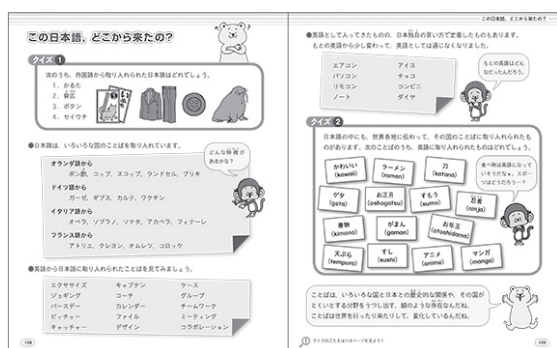 この日本語，どこから来たの？
クイズ 1
次のうち，外国語から取り入れられた日本語はどれでしょう。
1．かるた
2．背広
3．ボタン
4．セイウチ
●日本語は，いろいろな国のことばを取り入れています。
オランダ語から
ポン酢，コップ，スコップ，ランドセル，ブリキ
ドイツ語から
ガーゼ，ギプス，カルテ，ワクチン
イタリア語から
オペラ，ソプラノ，ソナタ，アカペラ，フィナーレ
フランス語から
アトリエ，クレヨン，オムレツ，コロッケ
どんな特徴が
あるかな？
●英語から日本語に取り入れられたことばを見てみましょう。
エクササイズ キャプテン ケース
ジョギング コーチ グループ
バースデー カレンダー チームワーク
ピッチャー ファイル ミーティング
キャッチャー デザイン コラボレーション
108
この日本語，どこから来たの？
●英語として入ってきたものの，日本独自の言い方で定着したものもあります。
もとの英語から少し変わって，英語としては通じなくなりました。
エアコン アイス
パソコン チョコ
リモコン コンビニ
ノート ダイヤ
もとの英語はどん
なだったんだろう。
クイズ 2
日本語の中にも，世界各地に伝わって，その国のことばに取り入れられたも
のがあります。次のことばのうち，英語に取り入れられたものはどれでしょう。
かわいい
(kawaii)
ラーメン
(ramen)
刀
(katana)
食べ物は英語になって
いそうだなぁ。スポー
ツはどうだろう…？
ゲタ
(geta)
お正月
(oshogatsu)
すもう
(sumo)
忍者
(ninja)
着物
(kimono)
がまん
(gaman)
お年玉
(otoshidama)
天ぷら
(tempura)
すし
(sushi)
アニメ
(anime)
マンガ
(manga)
ことばは，いろいろな国と日本との歴史的な関係や，その国が
とくいとする分野をうつし出す，鏡のような存在なんだね。
ことばは世界を行ったり来たりして，変化しているんだね。
クイズのこたえは
109